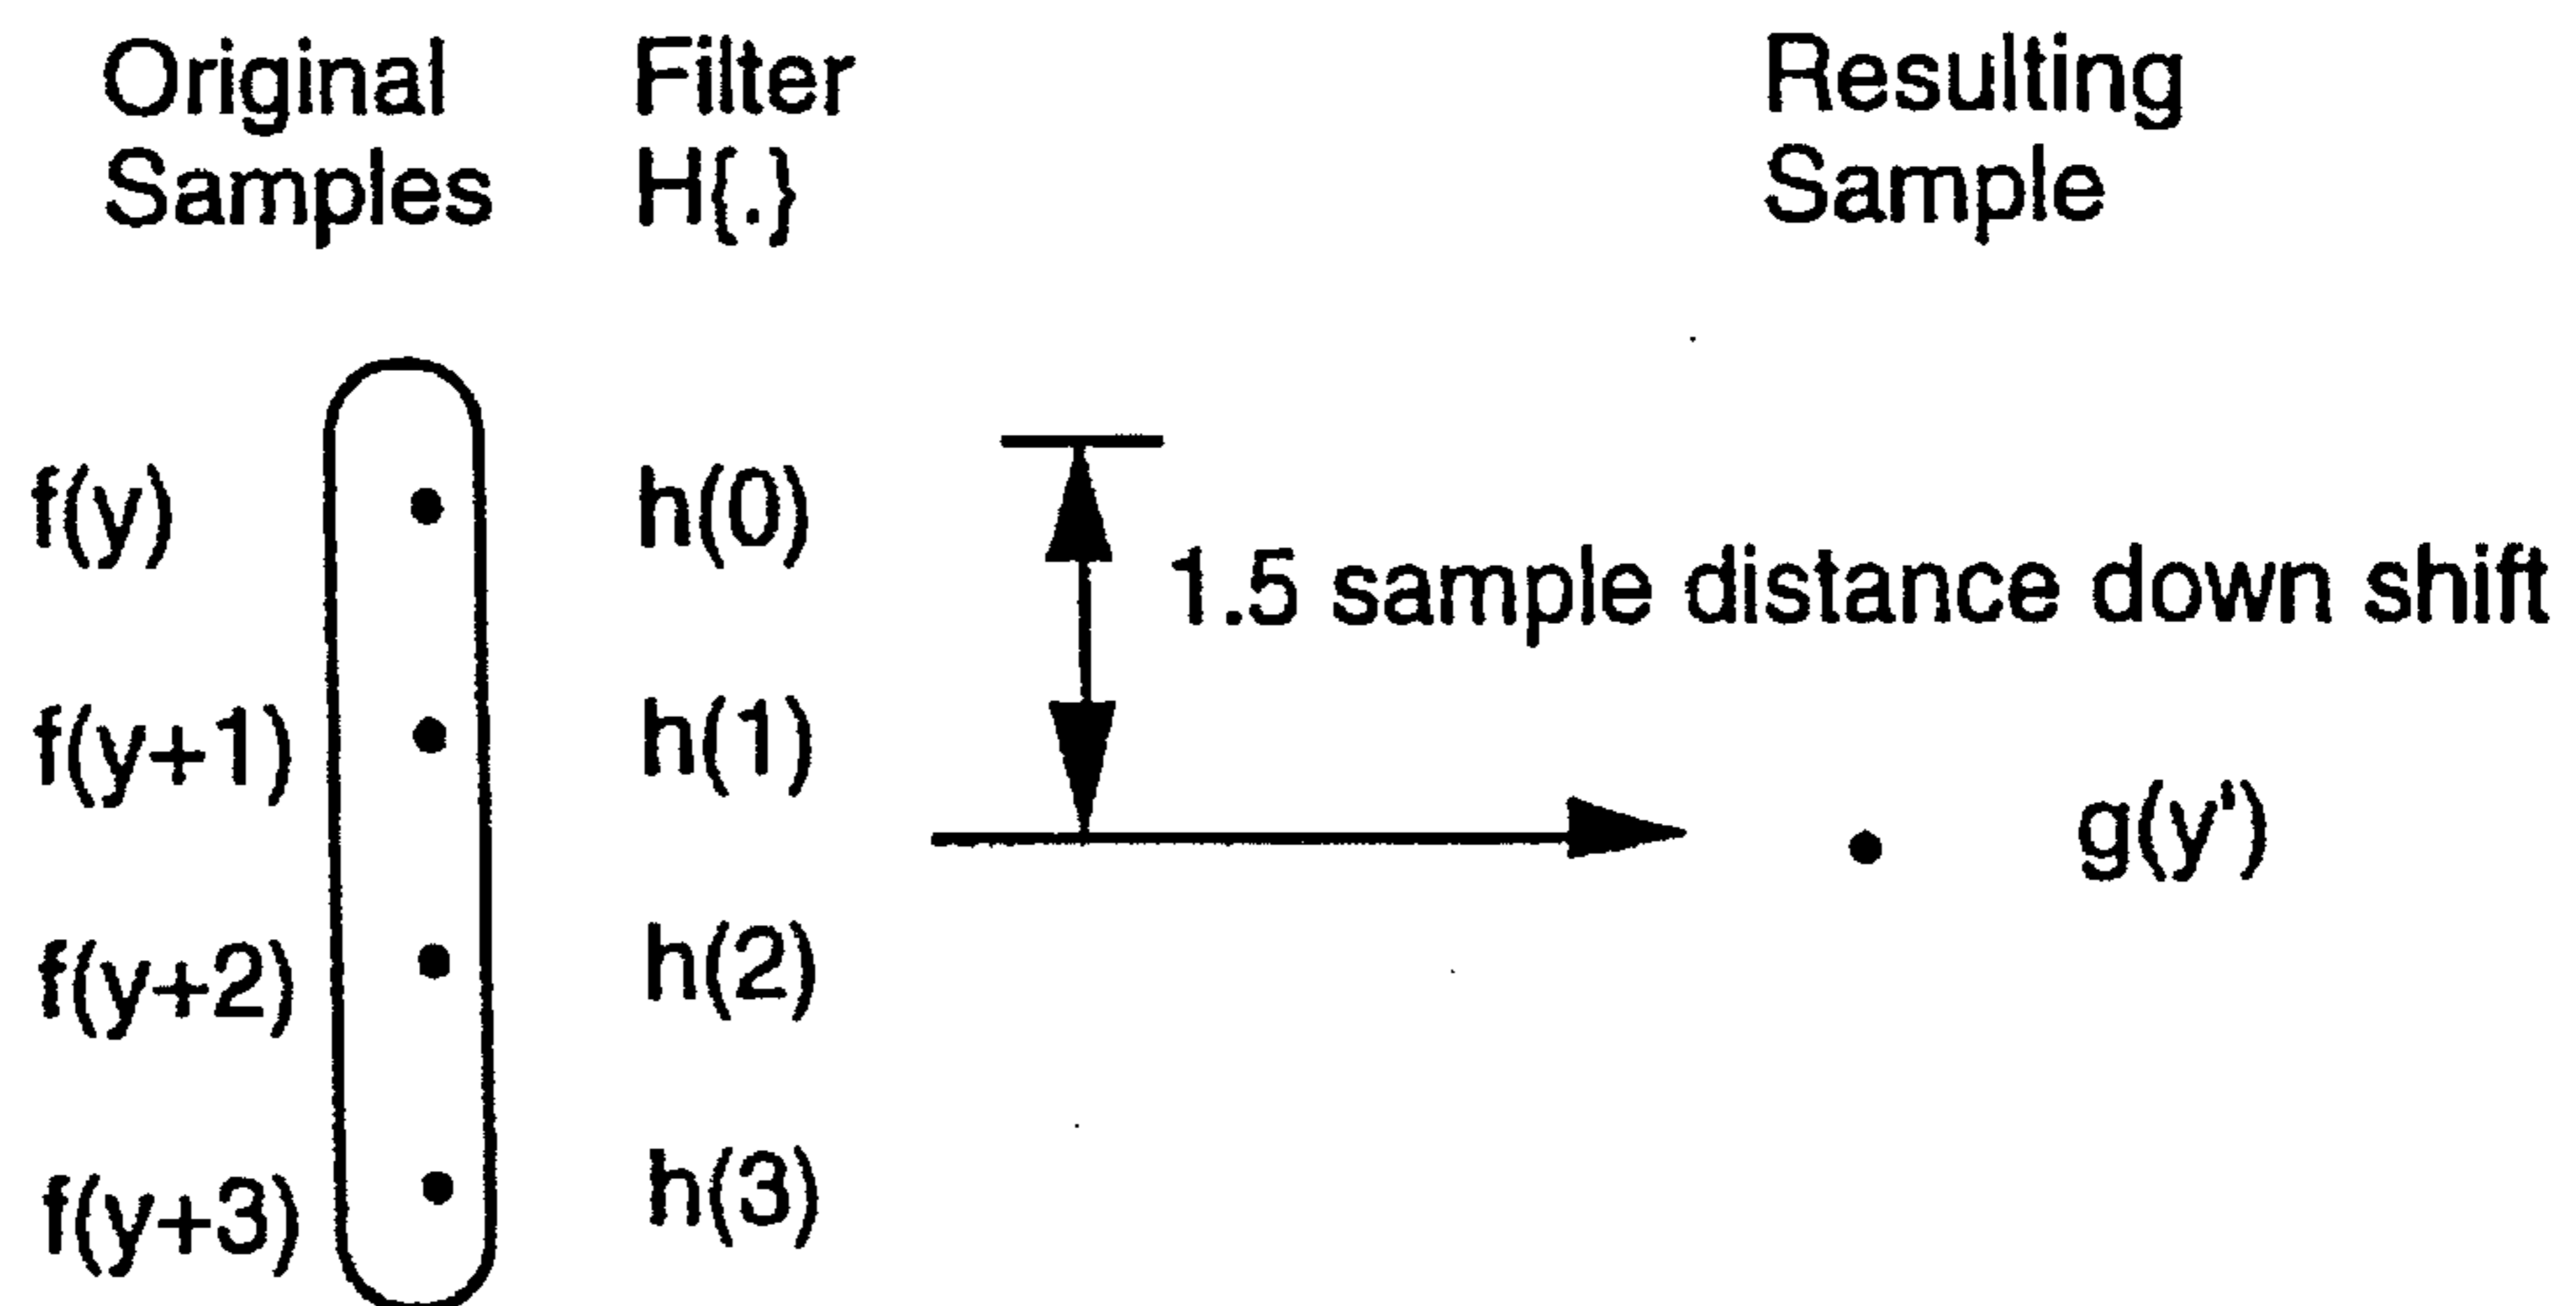 Original Samples
Filter H{.}
Resulting Sample
f(y)
h(0)
1.5 sample distance down shift
f(y+1)
h(1)
g(y')
f(y+2)
h(2)
f(y+3)
h(3)